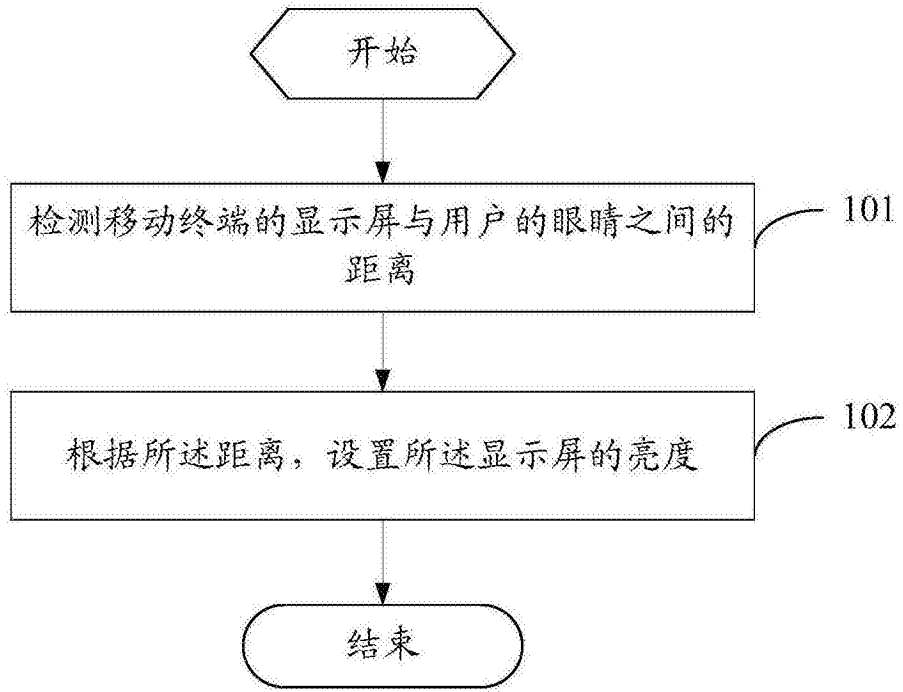 开始
检测移动终端的显示屏与用户的眼睛之间的
距离
101
根据所述距离，设置所述显示屏的亮度
102
结束